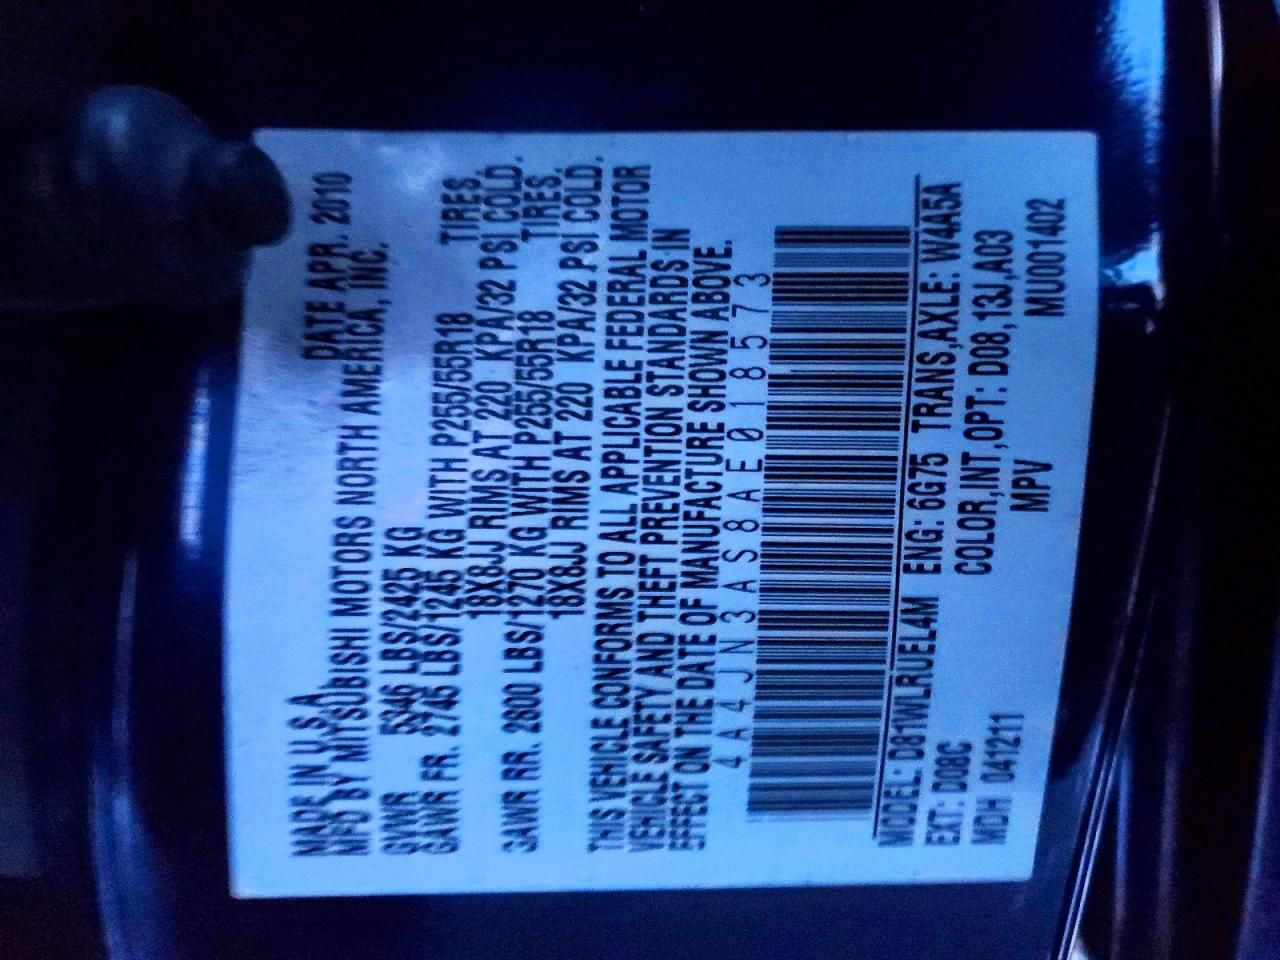 MADE IN U.S.A. DATE APR. 2010
MFD BY MITSUBISHI MOTORS NORTH AMERICA, INC.
GVWR 5346 LBS/2425 KG
GAWR FR. 2745 LBS/1245 KG WITH P255/55R18 TIRES,
18X8JJ RIMS AT 220 KPA/32 PSI COLD.
GAWR RR. 2800 LBS/1270 KG WITH P255/55R18 TIRES,
18X8JJ RIMS AT 220 KPA/32 PSI COLD.
THIS VEHICLE CONFORMS TO ALL APPLICABLE FEDERAL MOTOR
VEHICLE SAFETY AND THEFT PREVENTION STANDARDS IN
EFFECT ON THE DATE OF MANUFACTURE SHOWN ABOVE.
4A4JN3AS8AE018573
MODEL: D81WLRUEL4M ENG: 6G75 TRANS,AXLE: W4A5A
EXT: D08C COLOR,INT,OPT: D08,13J,A03
MDH 041211 MPV MU001402